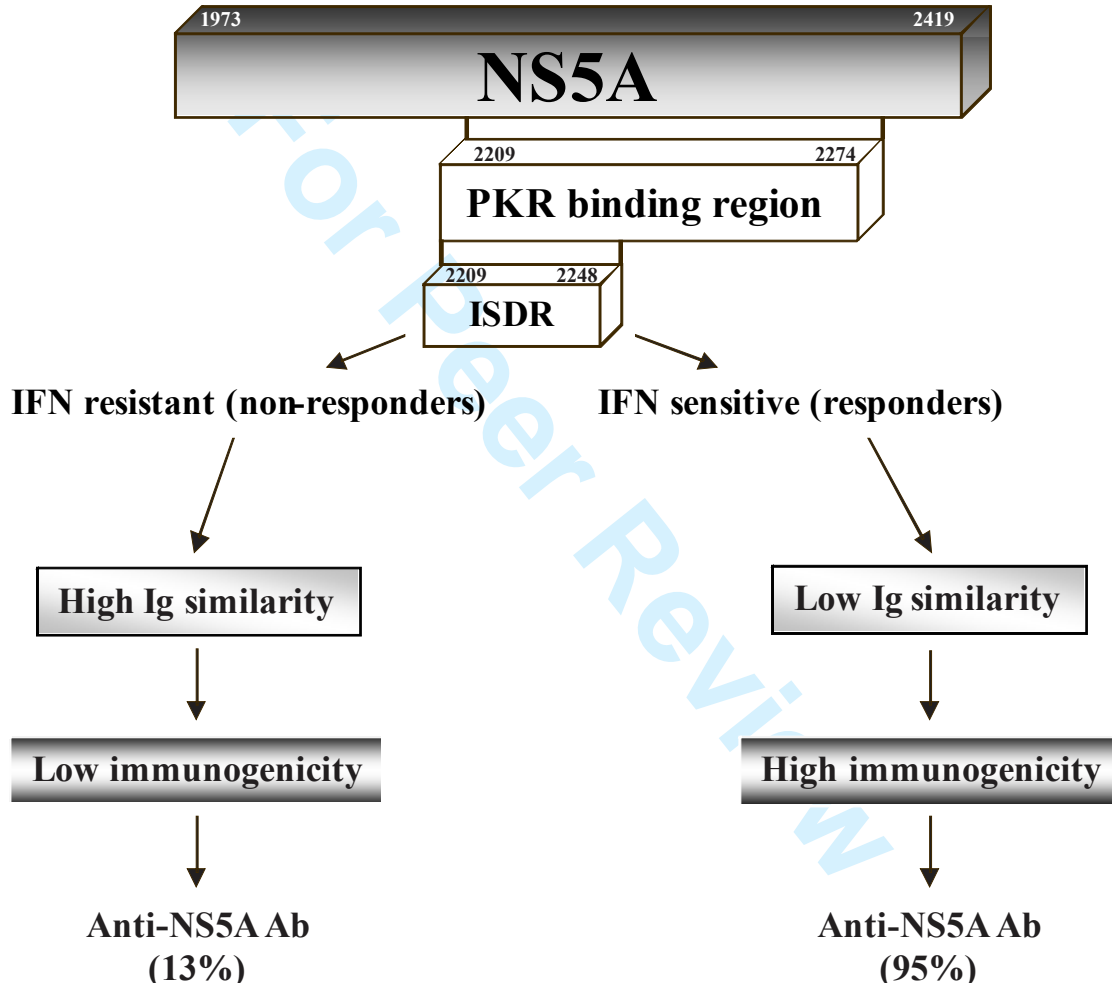 1973 2419
NS5A
2209 2274
PKR binding region
2209 2248
ISDR
IFN resistant (non-responders) IFN sensitive (responders)
High Ig similarity Low Ig similarity
Low immunogenicity High immunogenicity
Anti-NS5A Ab Anti-NS5A Ab
(13%) (95%)
For Peer Review